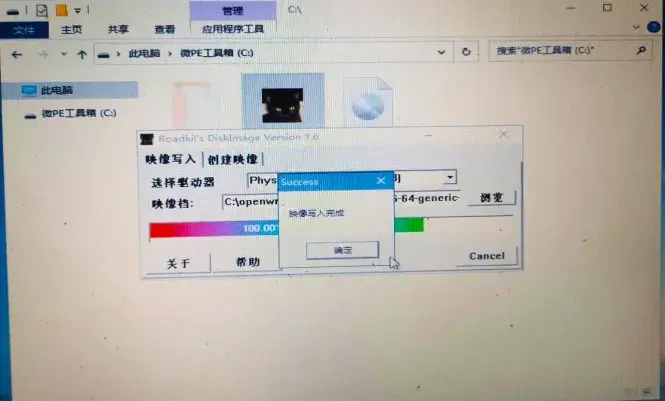 管理
C:\
文件
主页
共享
查看
应用程序工具
此电脑 > 微PE工具箱 (C:)
搜索"微PE工具箱 (C:)"
此电脑
微PE工具箱 (C:)
Roadkil's DiskImage Version 1.6
映像写入
创建映像
选择驱动器
Phys
映像档:
C:\openwr
6-64-generic-
浏览
100.00%
Success
映像写入完成
确定
关于
帮助
Cancel